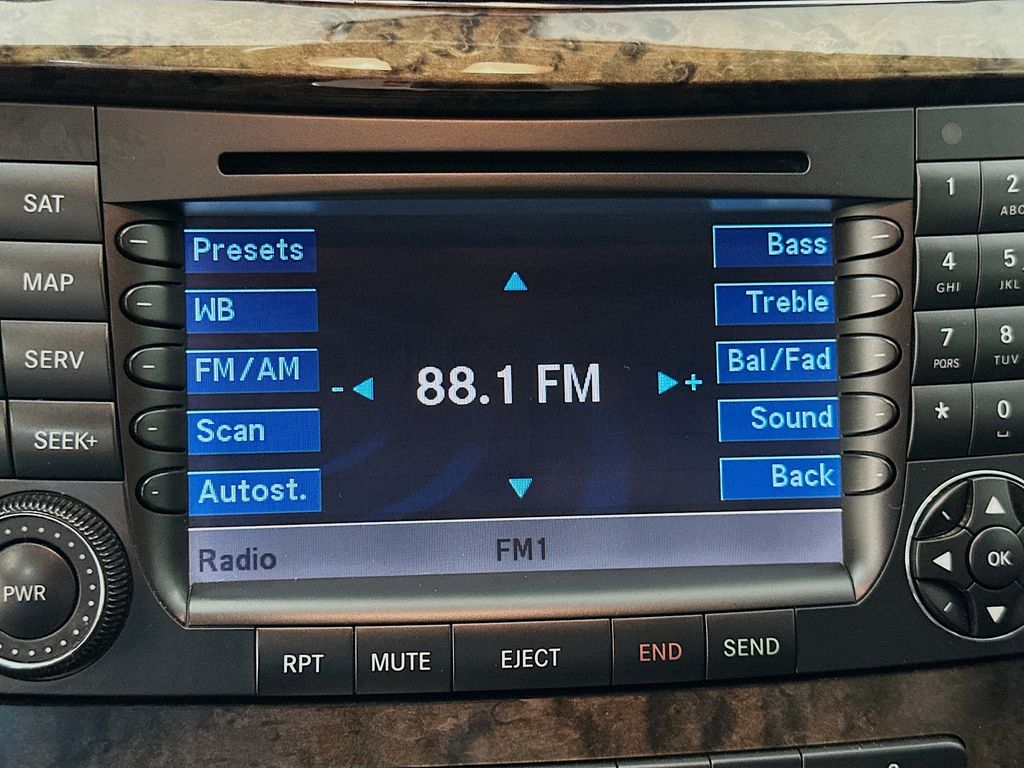 SAT
MAP
SERV
SEEK+
PWR
Presets
WB
FM/AM
Scan
Autost.
- 88.1 FM +
Bass
Treble
Bal/Fad
Sound
Back
Radio FM1
RPT MUTE EJECT END SEND
1 2
ABC
4 5
GHI JKL
7 8
PQRS TUV
* 0
OK